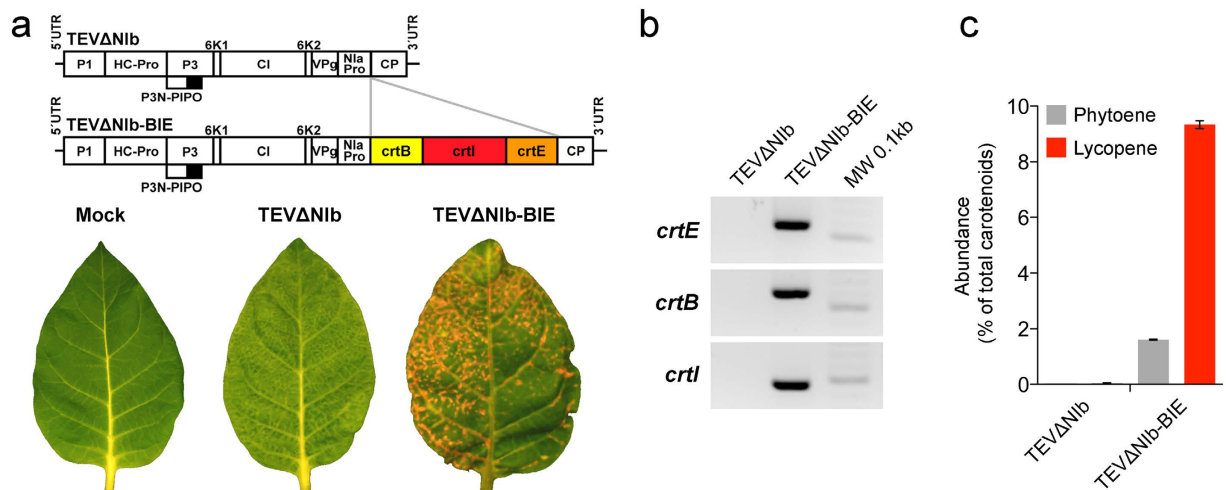 a
5´UTR
TEVΔNIb
6K1
6K2
3´UTR
P1
HC-Pro
P3
CI
VPg
NIa
Pro
CP
P3N-PIPO
5´UTR
TEVΔNIb-BIE
6K1
6K2
3´UTR
P1
HC-Pro
P3
CI
VPg
NIa
Pro
crtB
crtI
crtE
CP
P3N-PIPO
Mock
TEVΔNIb
TEVΔNIb-BIE
b
TEVΔNIb
TEVΔNIb-BIE
MW 0.1kb
crtE
crtB
crtI
c
Abundance
(% of total carotenoids)
10
8
6
4
2
0
Phytoene
Lycopene
TEVΔNIb
TEVΔNIb-BIE